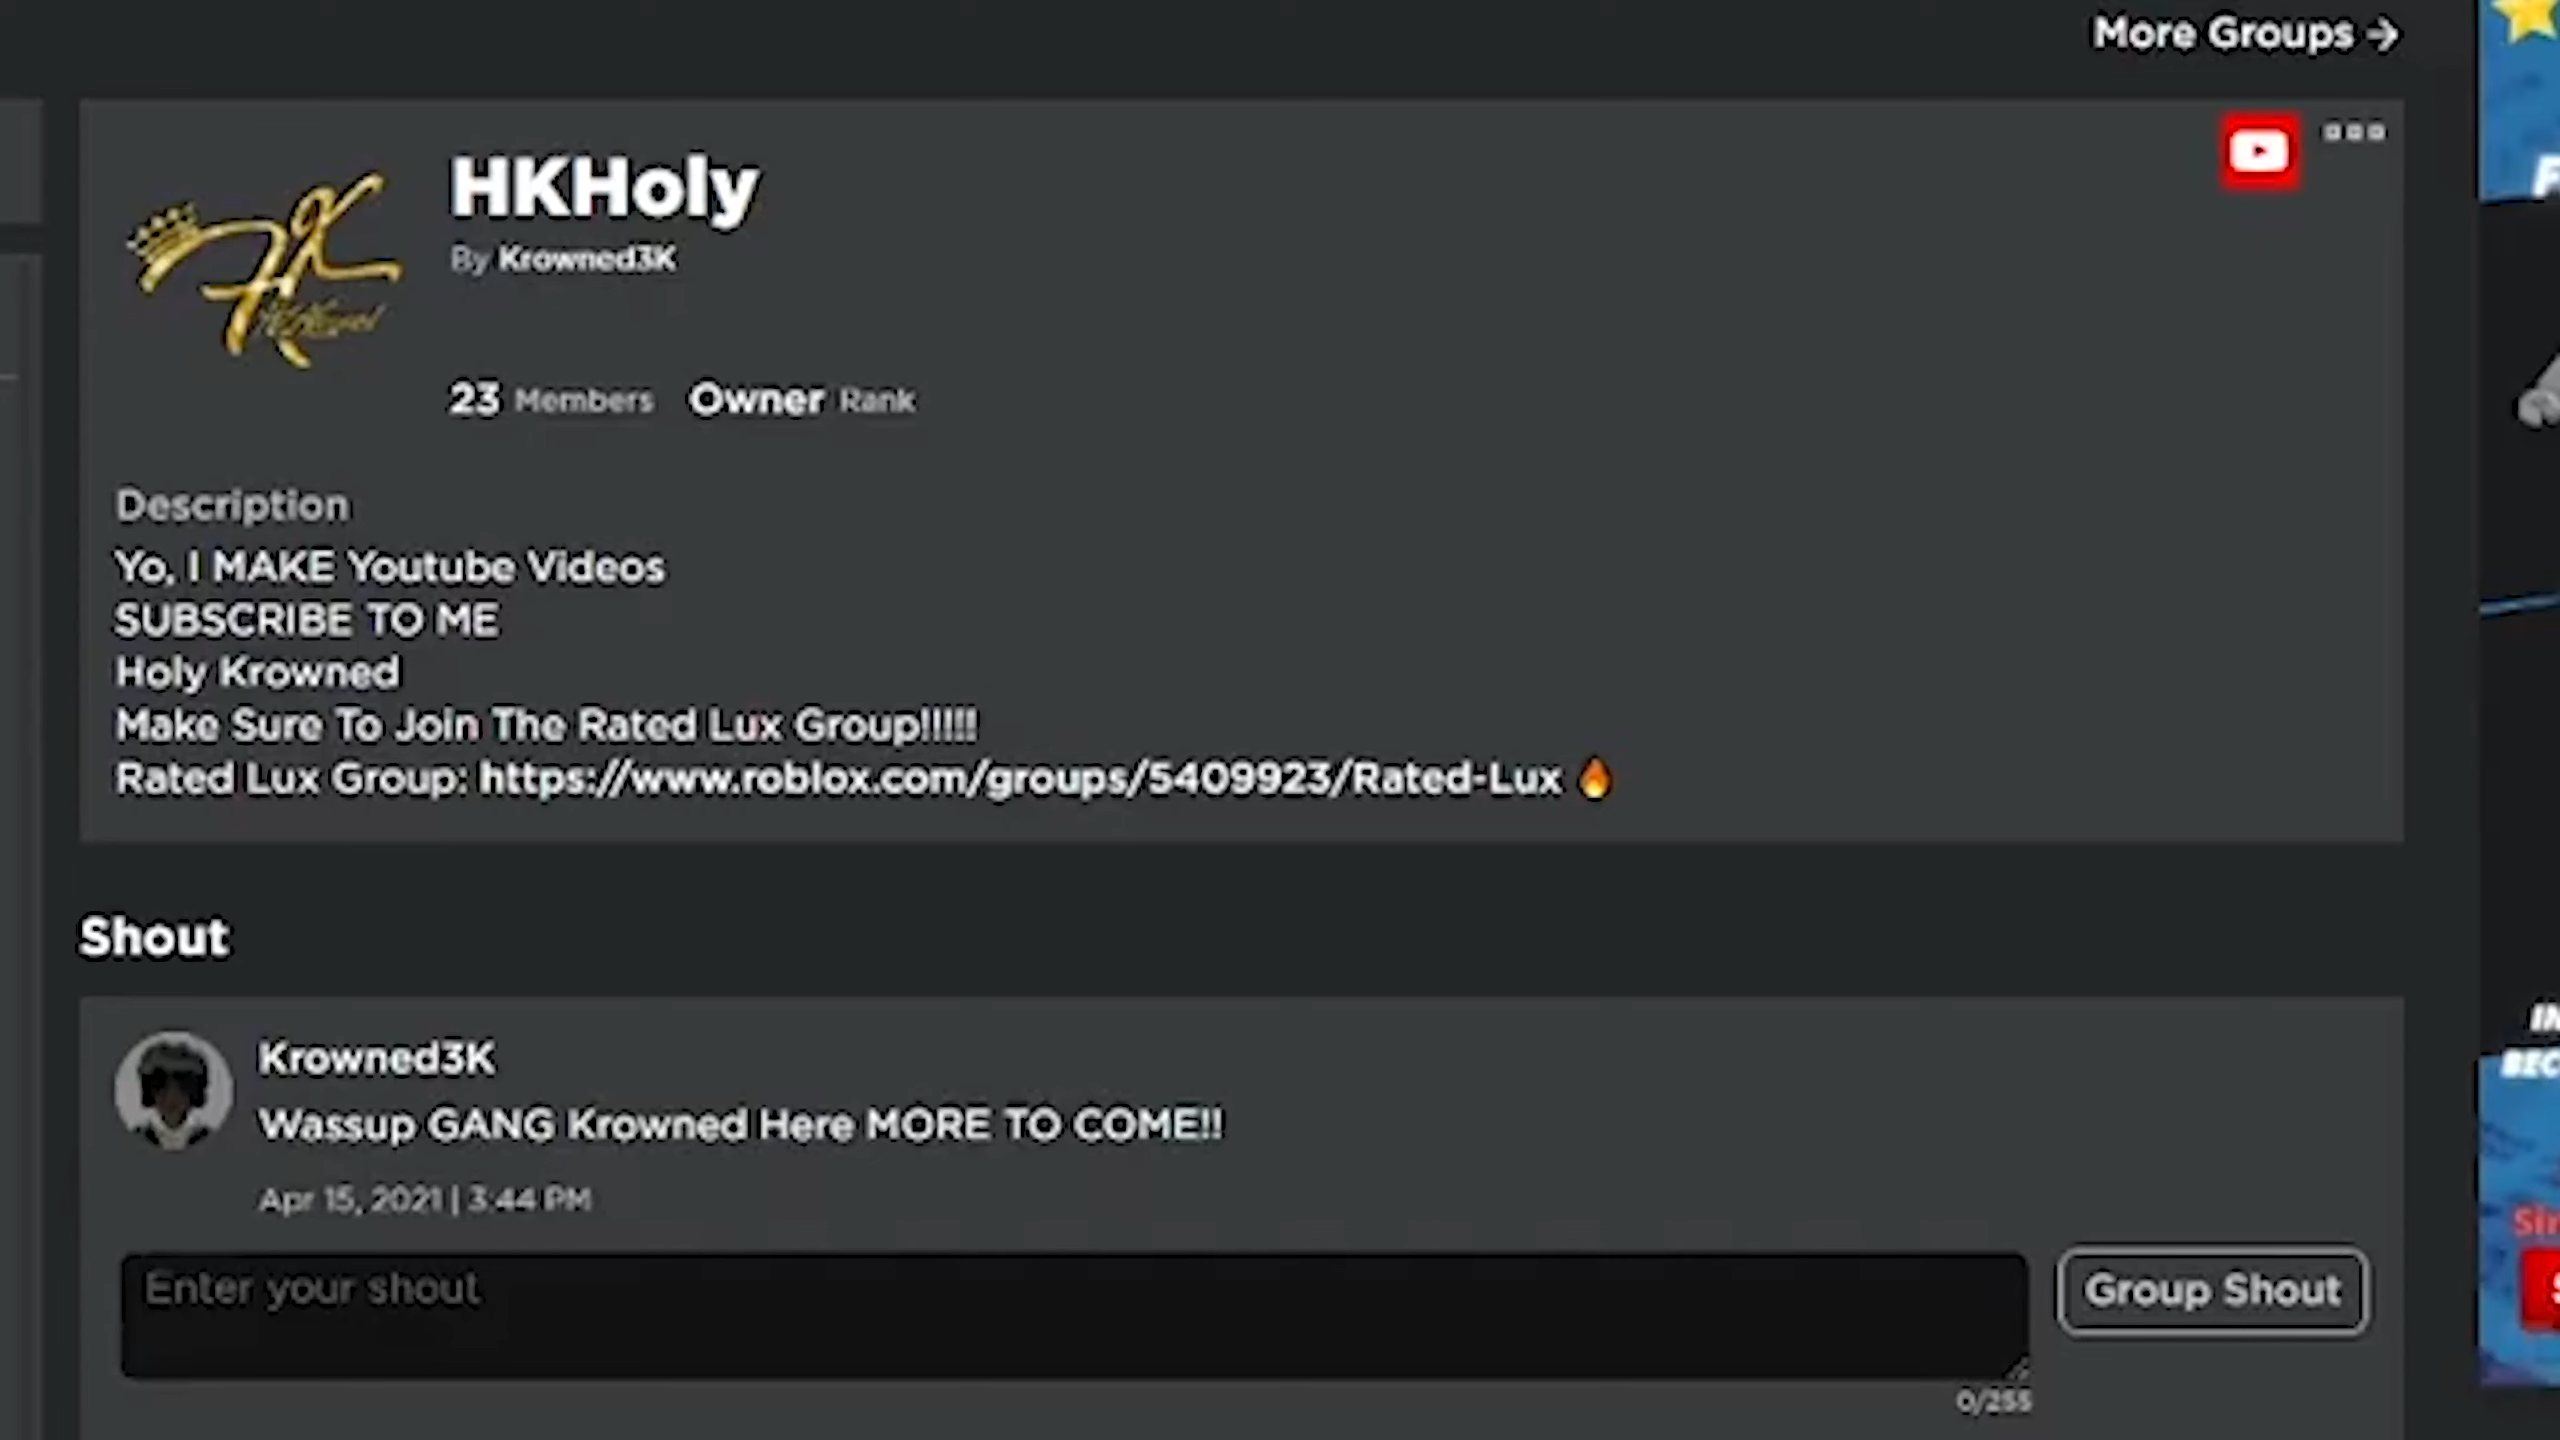 More Groups →
HKHoly
By Krowned3K
23 Members Owner Rank
Description
Yo, I MAKE Youtube Videos
SUBSCRIBE TO ME
Holy Krowned
Make Sure To Join The Rated Lux Group!!!!!
Rated Lux Group: https://www.roblox.com/groups/5409923/Rated-Lux 🔥
Shout
Krowned3K
Wassup GANG Krowned Here MORE TO COME!!
Apr 15, 2021 | 3:44 PM
Enter your shout
Group Shout
0/255